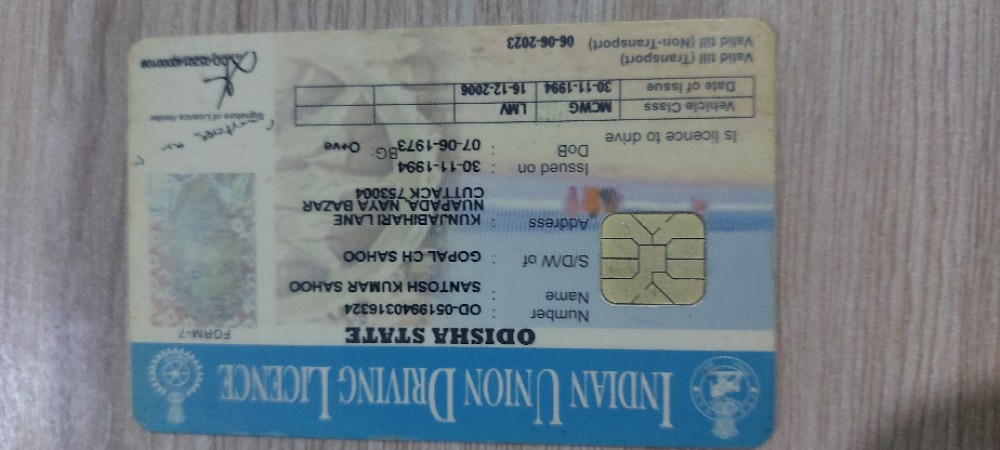 INDIAN UNION DRIVING LICENCE
ODISHA STATE
FORM-7
Number : OD-0519940316324
Name : SANTOSH KUMAR SAHOO
S/D/W of : GOPAL CH SAHOO
Address : KUNJABIHARI LANE
NUAPADA, NAYA BAZAR
CUTTACK 753004
Issued on : 30-11-1994
DoB : 07-06-1973 BG: O+ve
Is licence to drive
Signature of Licence Holder
Vehicle Class MCWG LMV
Date of Issue 30-11-1994 16-12-2006
Valid till (Transport)
Valid till (Non-Transport) 06-06-2023